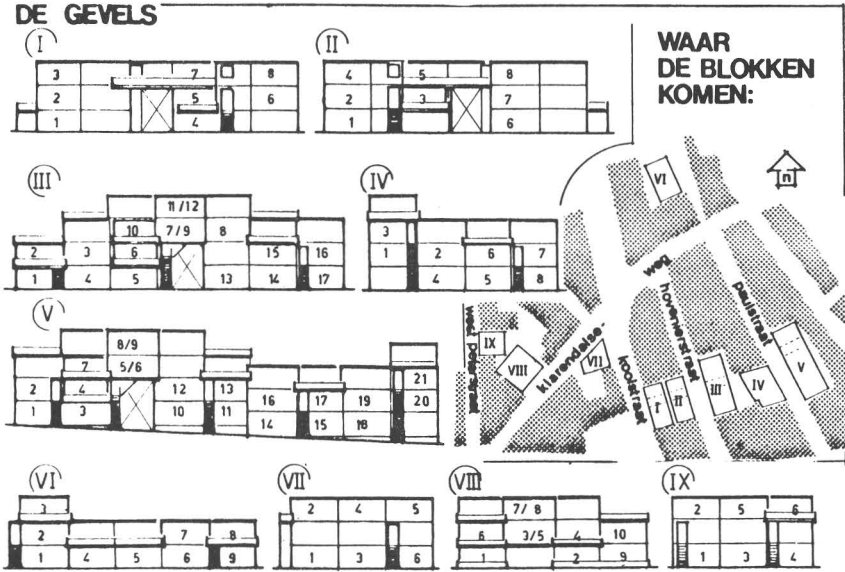 DE GEVELS
I
3 7 8
2 5 6
1 4
II
4 5 8
2 3 7
1 6
WAAR
DE BLOKKEN
KOMEN:
n
III
11/12
10 7/9 8
2 3 6 15 16
1 4 5 13 14 17
IV
3
1 2 6 7
4 5 8
V
8/9
7 5/6
2 4 12 13
1 3 10 11
16 17 19 21
14 15 18 20
VI
weg
hovenierstraat
paulstraat
west peterstraat
IX
VIII
klarendalse-
VII
koolstraat
I
II
III
IV
V
VI
3
2 7 8
1 4 5 6 9
VII
2 4 5
1 3 6
VIII
7/8
6 3/5 4 10
1 2 9
IX
2 5 6
1 3 4